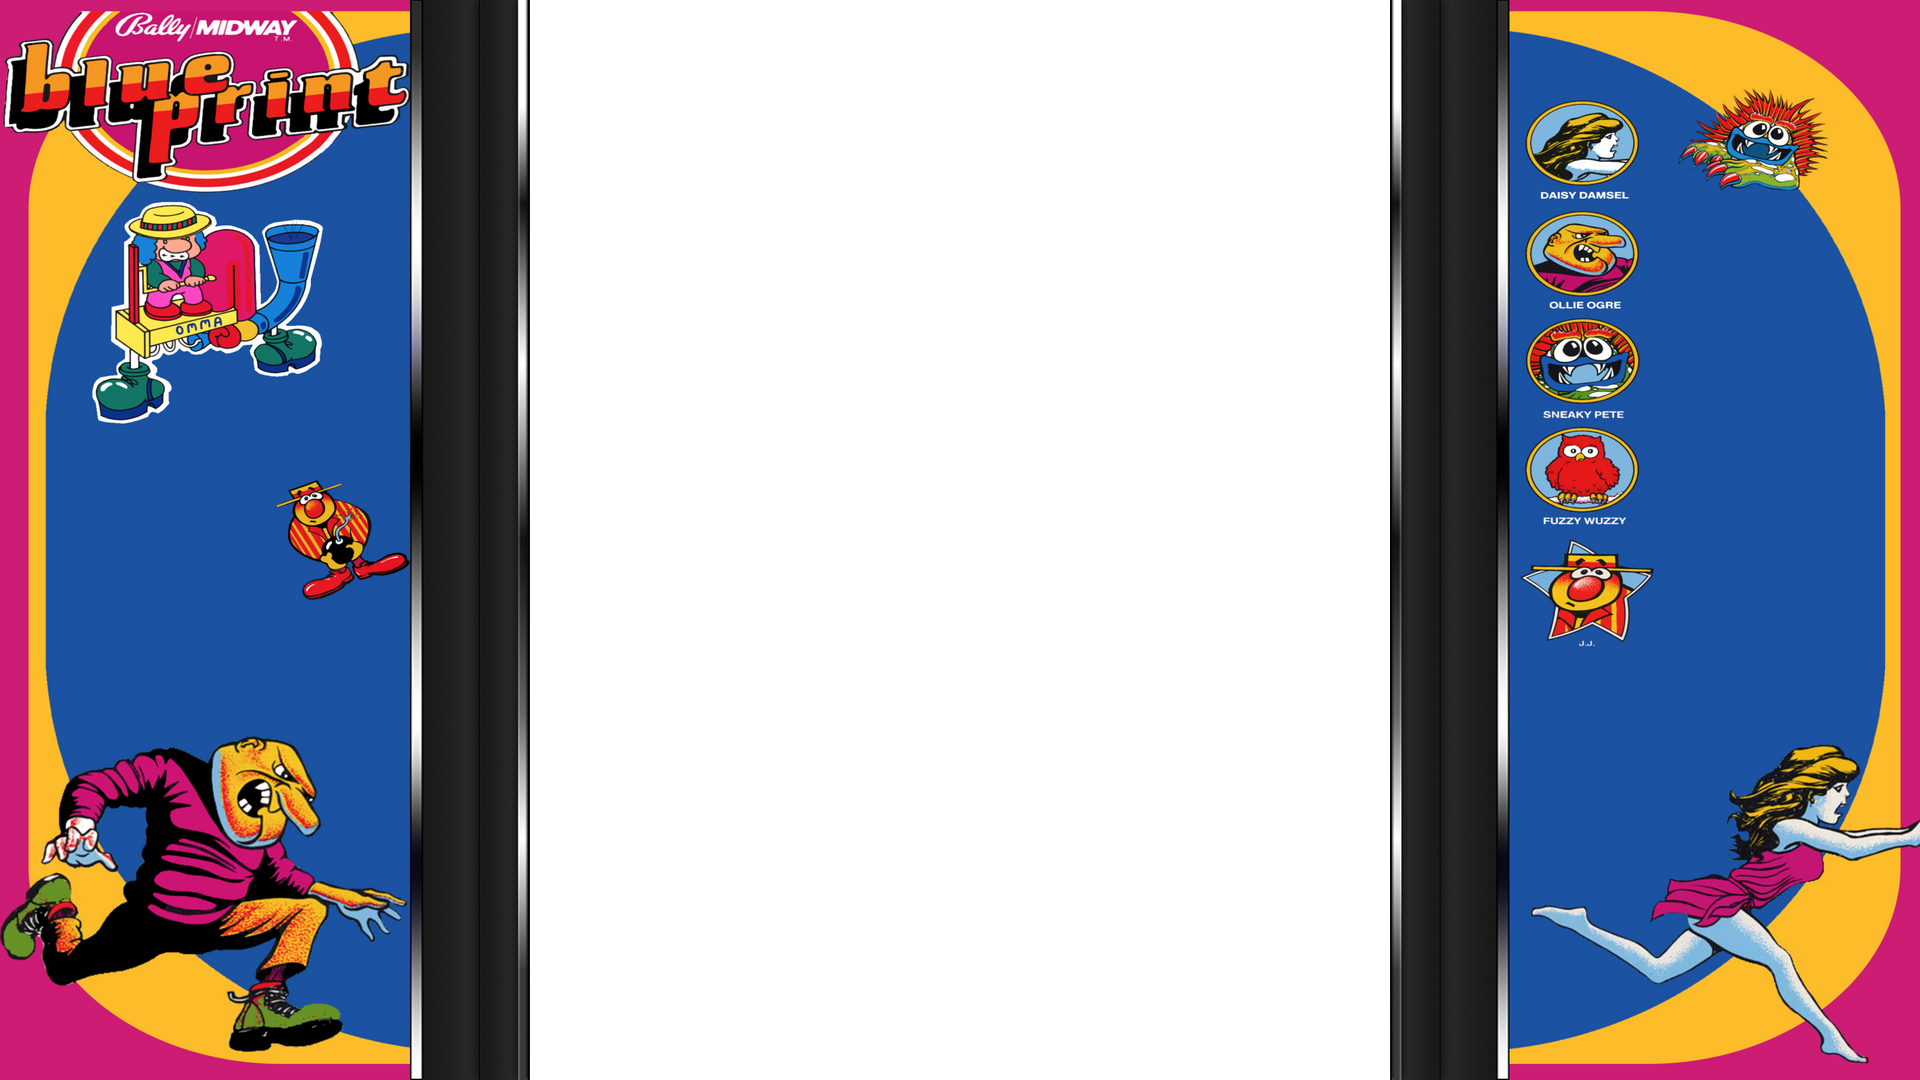 Bally/MIDWAY
T.M.
blue
print
OMMA
DAISY DAMSEL
OLLIE OGRE
SNEAKY PETE
FUZZY WUZZY
J.J.